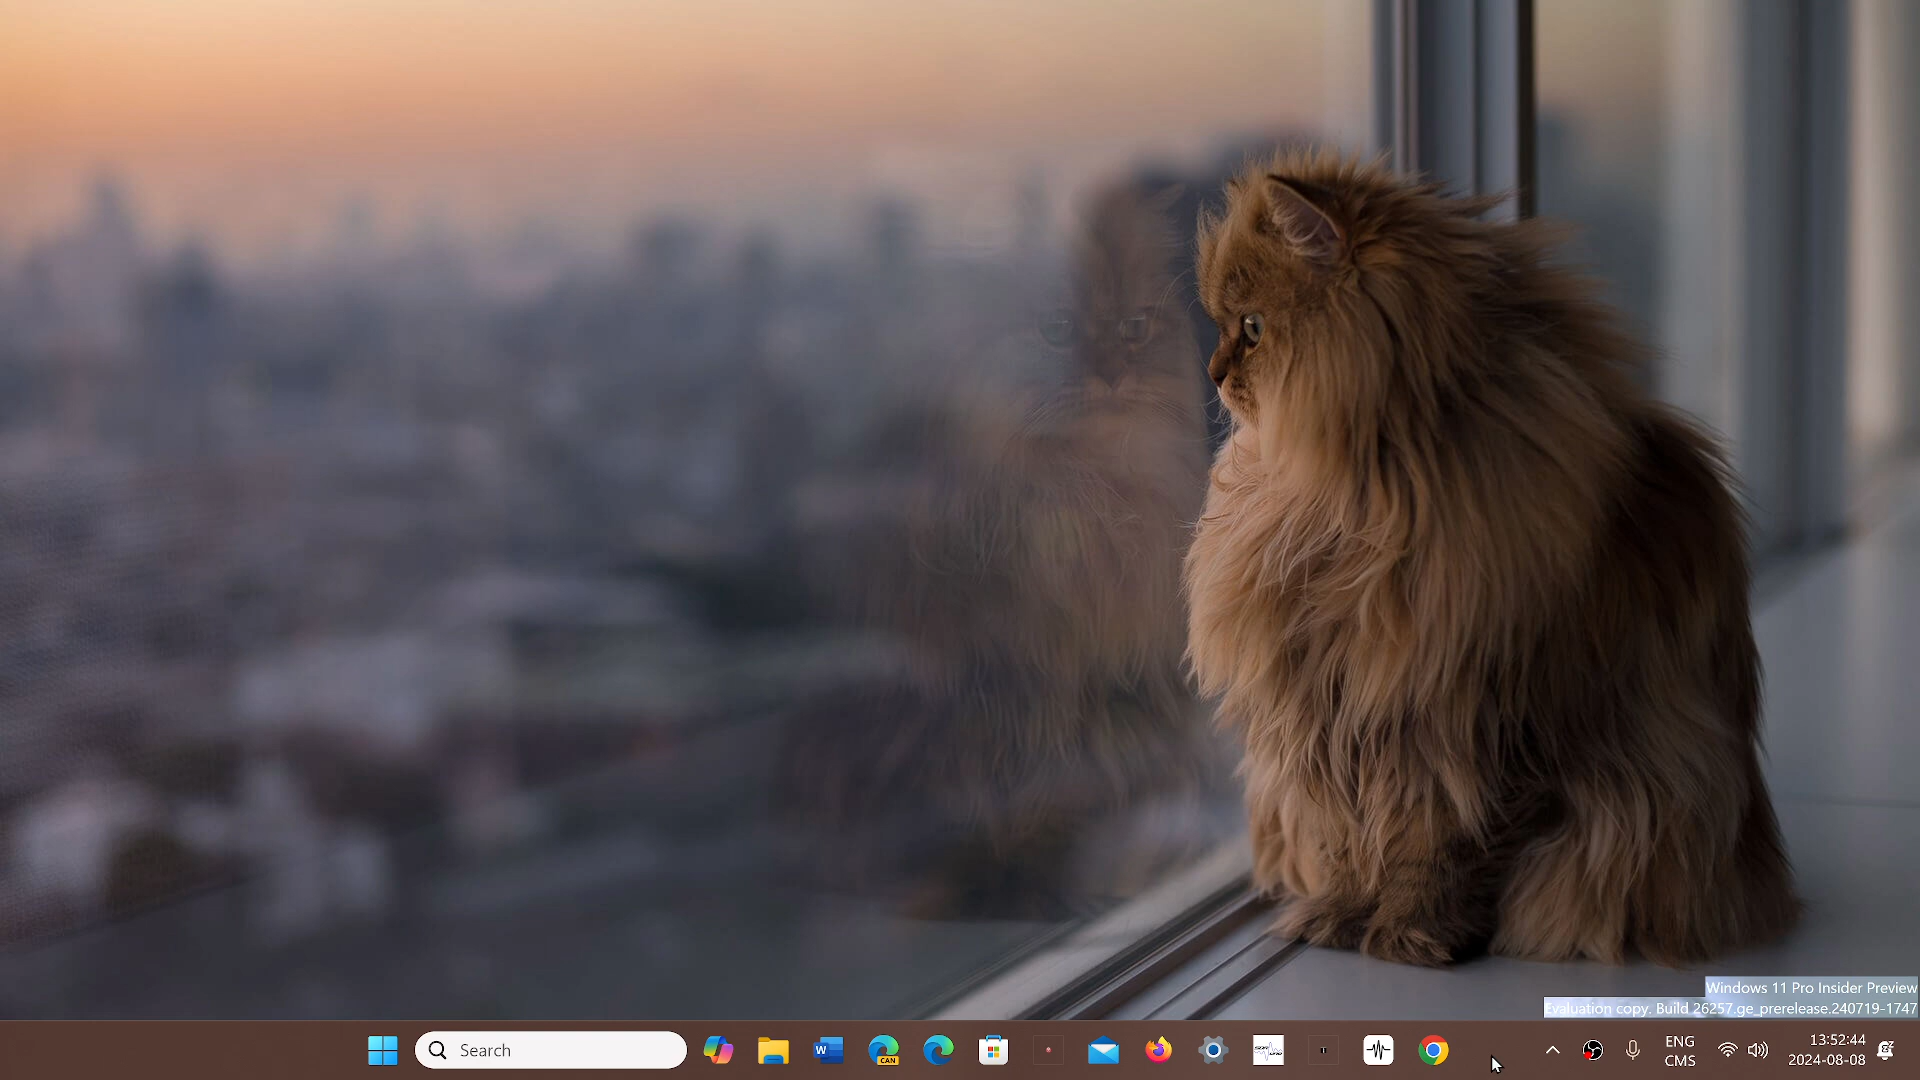 Windows 11 Pro Insider Preview
Evaluation copy. Build 26257.ge_prerelease.240719-1747
Search
W
CAN
ENG
CMS
13:52:44
2024-08-08